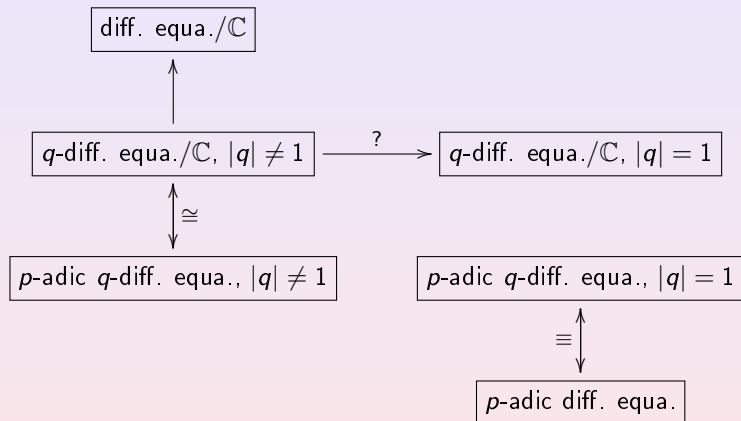 diff. equa./ℂ
q-diff. equa./ℂ, |q| ≠ 1
?
q-diff. equa./ℂ, |q| = 1
≅
p-adic q-diff. equa., |q| ≠ 1
p-adic q-diff. equa., |q| = 1
≡
p-adic diff. equa.